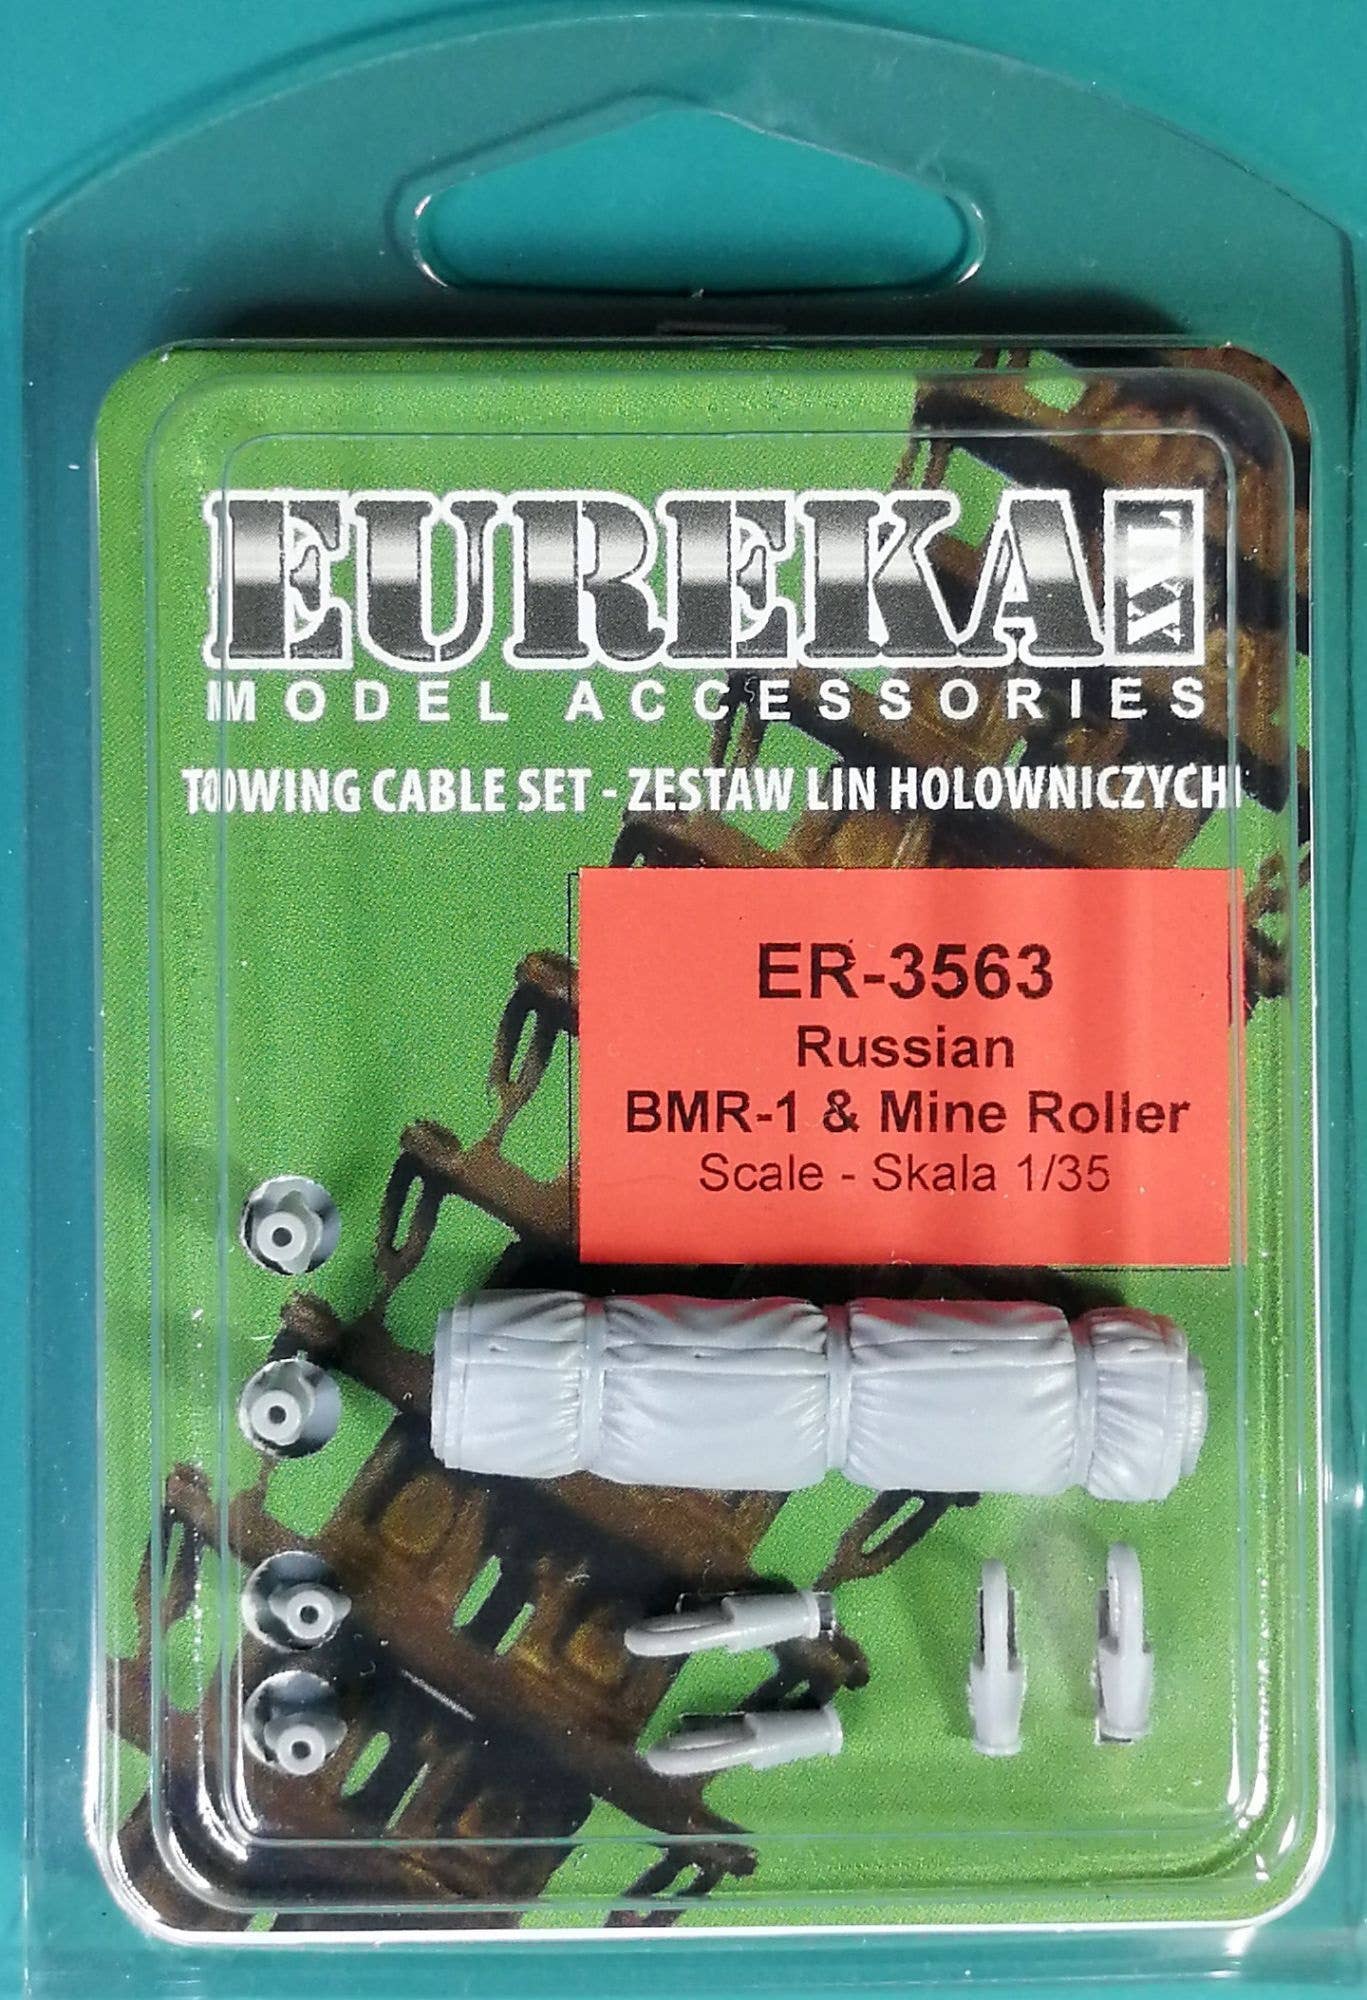 EUREKA XXL
MODEL ACCESSORIES
TOWING CABLE SET - ZESTAW LIN HOLOWNICZYCH
ER-3563
Russian
BMR-1 & Mine Roller
Scale - Skala 1/35